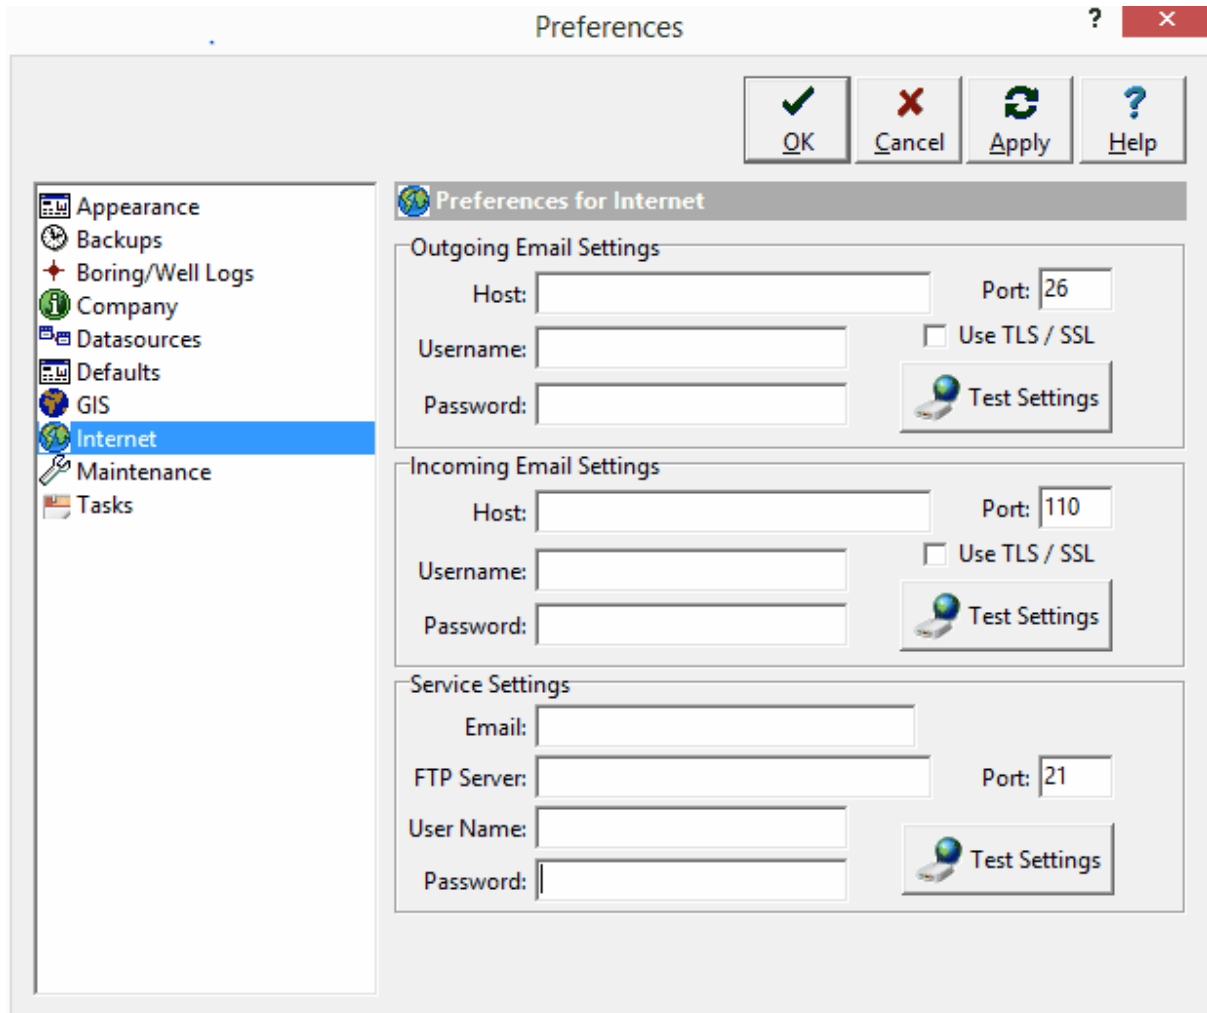 Preferences
?
OK
Cancel
Apply
Help
Appearance
Backups
Boring/Well Logs
Company
Datasources
Defaults
GIS
Internet
Maintenance
Tasks
Preferences for Internet
Outgoing Email Settings
Host:
Port: 26
Username:
Use TLS / SSL
Password:
Test Settings
Incoming Email Settings
Host:
Port: 110
Username:
Use TLS / SSL
Password:
Test Settings
Service Settings
Email:
FTP Server:
Port: 21
User Name:
Password:
Test Settings